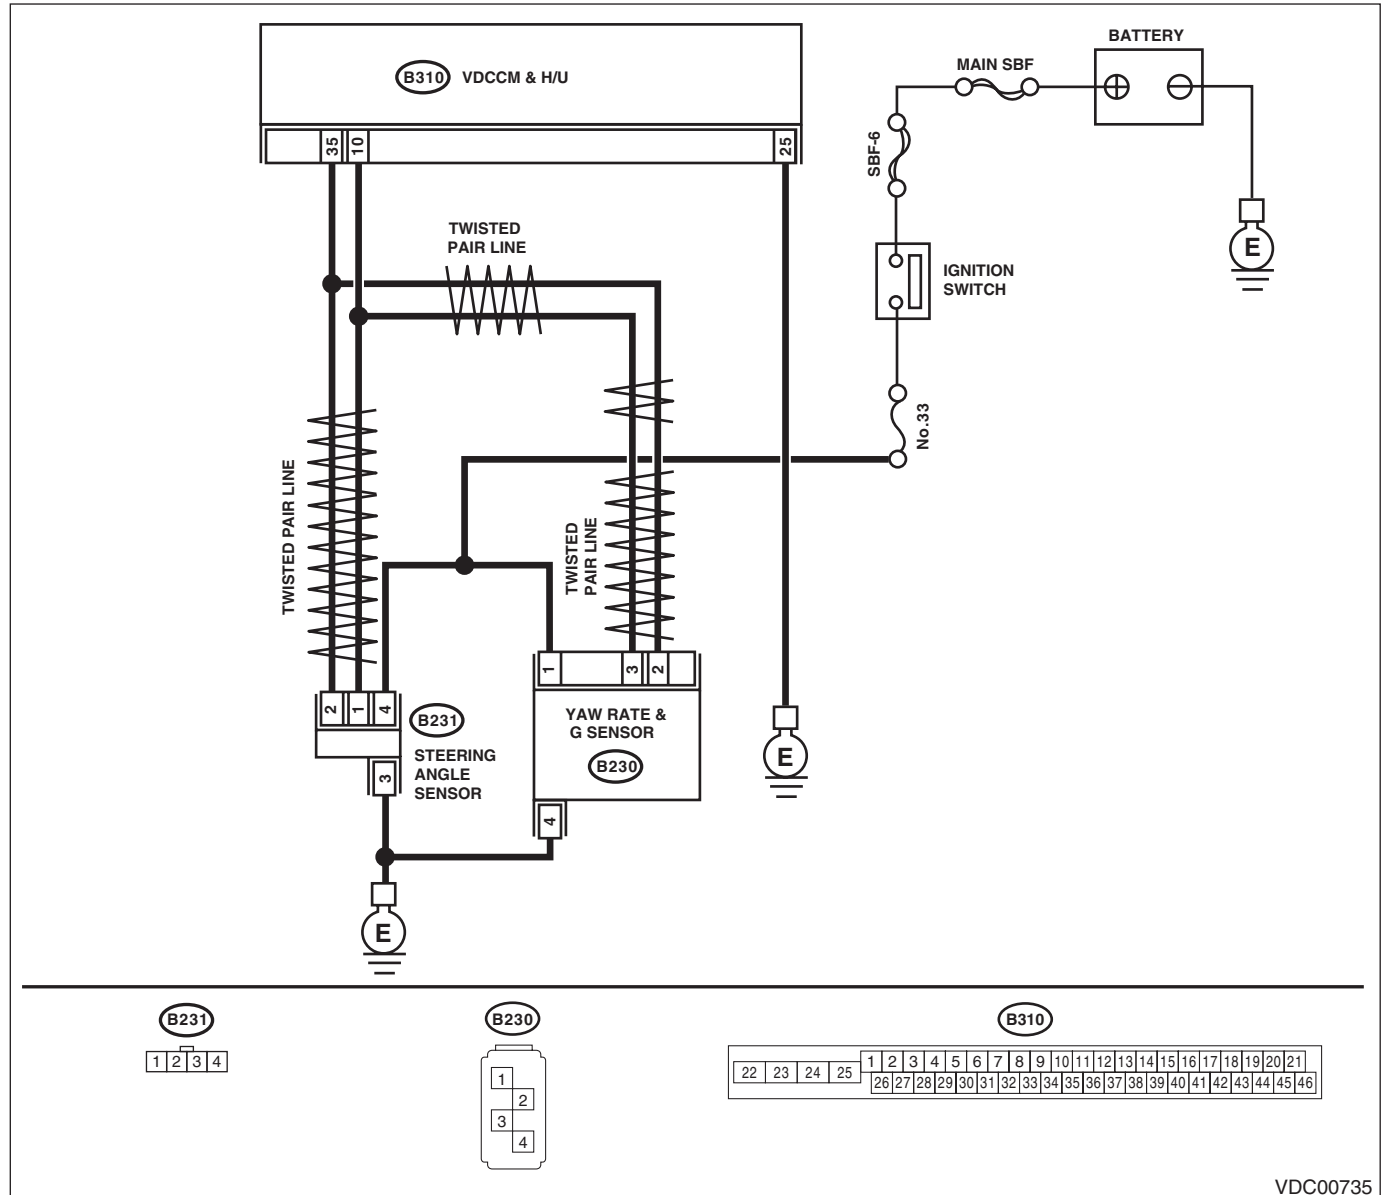 BATTERY
MAIN SBF
B310 VDCCM & H/U
SBF-6
35 10 25
TWISTED
PAIR LINE
E
IGNITION
SWITCH
No.33
TWISTED PAIR LINE
TWISTED
PAIR LINE
1 3 2
2 1 4
B231
STEERING
ANGLE
SENSOR
YAW RATE &
G SENSOR
B230
E
3
4
E
B231
1 2 3 4
B230
1
2
3
4
B310
1 2 3 4 5 6 7 8 9 10 11 12 13 14 15 16 17 18 19 20 21
22 23 24 25
26 27 28 29 30 31 32 33 34 35 36 37 38 39 40 41 42 43 44 45 46
VDC00735